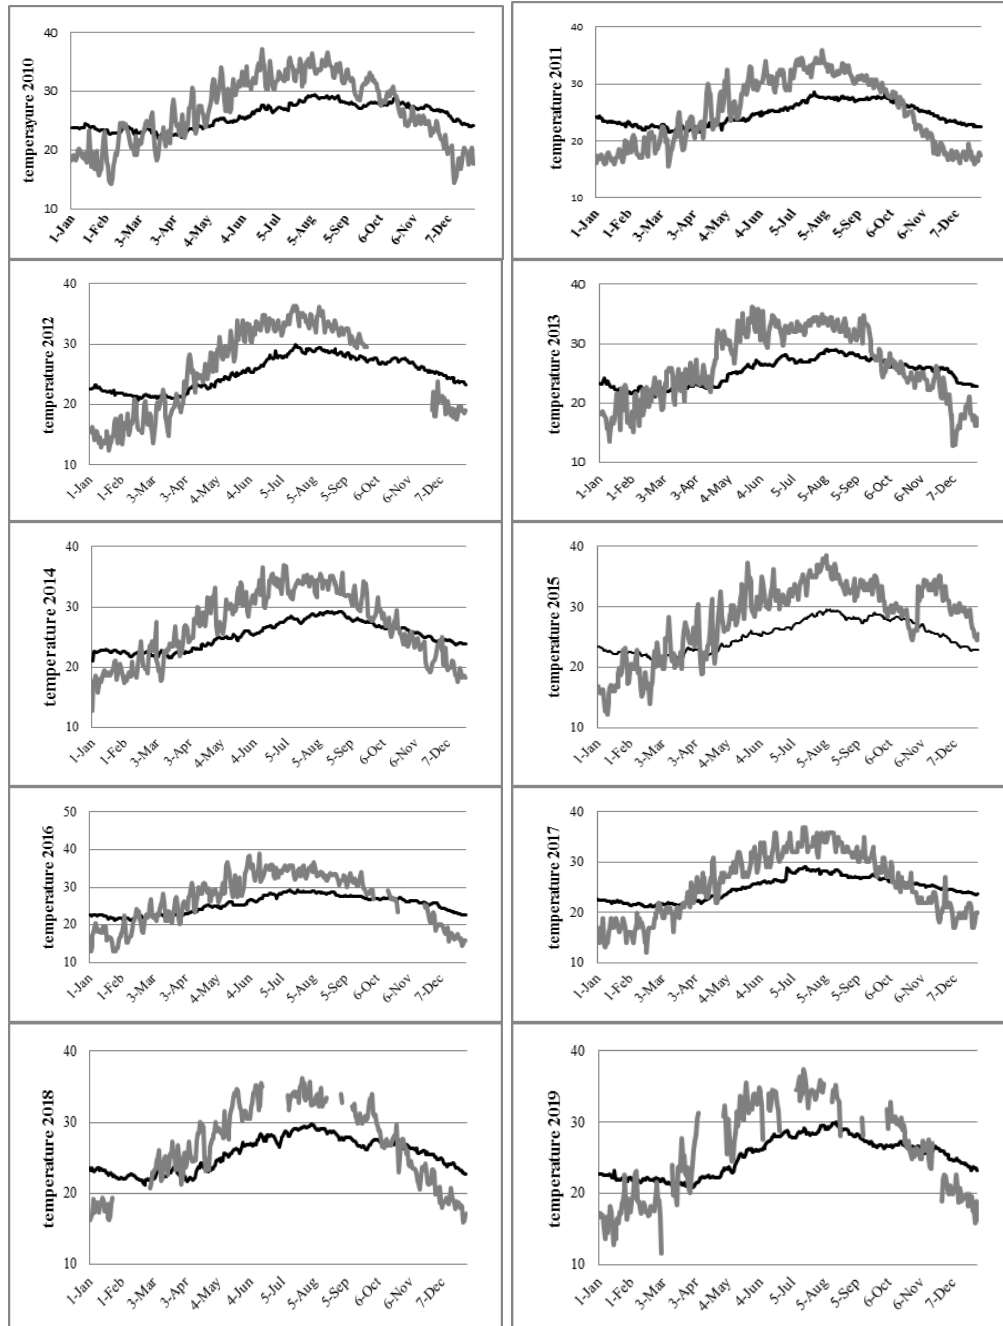 temperayure 2010
40
30
20
10
1-Jan
1-Feb
3-Mar
3-Apr
4-May
4-Jun
5-Jul
5-Aug
5-Sep
6-Oct
6-Nov
7-Dec
temperature 2011
40
30
20
10
1-Jan
1-Feb
3-Mar
3-Apr
4-May
4-Jun
5-Jul
5-Aug
5-Sep
6-Oct
6-Nov
7-Dec
temperature 2012
40
30
20
10
1-Jan
1-Feb
3-Mar
3-Apr
4-May
4-Jun
5-Jul
5-Aug
5-Sep
6-Oct
6-Nov
7-Dec
temperature 2013
40
30
20
10
1-Jan
1-Feb
3-Mar
3-Apr
4-May
4-Jun
5-Jul
5-Aug
5-Sep
6-Oct
6-Nov
7-Dec
temperature 2014
40
30
20
10
1-Jan
1-Feb
3-Mar
3-Apr
4-May
4-Jun
5-Jul
5-Aug
5-Sep
6-Oct
6-Nov
7-Dec
temperature 2015
40
30
20
10
1-Jan
1-Feb
3-Mar
3-Apr
4-May
4-Jun
5-Jul
5-Aug
5-Sep
6-Oct
6-Nov
7-Dec
temperature 2016
50
40
30
20
10
1-Jan
1-Feb
3-Mar
3-Apr
4-May
4-Jun
5-Jul
5-Aug
5-Sep
6-Oct
6-Nov
7-Dec
temperature 2017
40
30
20
10
1-Jan
1-Feb
3-Mar
3-Apr
4-May
4-Jun
5-Jul
5-Aug
5-Sep
6-Oct
6-Nov
7-Dec
temperature 2018
40
30
20
10
1-Jan
1-Feb
3-Mar
3-Apr
4-May
4-Jun
5-Jul
5-Aug
5-Sep
6-Oct
6-Nov
7-Dec
temperature 2019
40
30
20
10
1-Jan
1-Feb
3-Mar
3-Apr
4-May
4-Jun
5-Jul
5-Aug
5-Sep
6-Oct
6-Nov
7-Dec